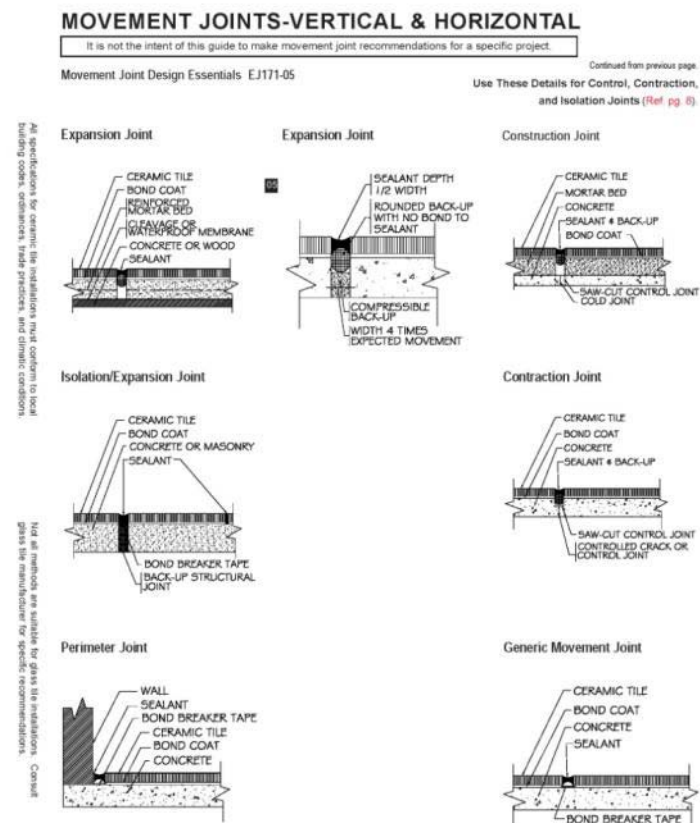 MOVEMENT JOINTS-VERTICAL & HORIZONTAL
It is not the intent of this guide to make movement joint recommendations for a specific project.
Continued from previous page.
Movement Joint Design Essentials EJ171-05
Use These Details for Control, Contraction,
and Isolation Joints (Ref. pg. 8).
All specifications for ceramic tile installations must conform to local
building codes, ordinances, trade practices, and climatic conditions.
Not all methods are suitable for glass tile installations. Consult
glass tile manufacturer for specific recommendations.
Expansion Joint
CERAMIC TILE
BOND COAT
REINFORCED
MORTAR BED
CLEAVAGE OR
WATERPROOF MEMBRANE
CONCRETE OR WOOD
SEALANT
05
Expansion Joint
SEALANT DEPTH
1/2 WIDTH
ROUNDED BACK-UP
WITH NO BOND TO
SEALANT
COMPRESSIBLE
BACK-UP
WIDTH 4 TIMES
EXPECTED MOVEMENT
Construction Joint
CERAMIC TILE
MORTAR BED
CONCRETE
SEALANT & BACK-UP
BOND COAT
SAW-CUT CONTROL JOINT
COLD JOINT
Isolation/Expansion Joint
CERAMIC TILE
BOND COAT
CONCRETE OR MASONRY
SEALANT
BOND BREAKER TAPE
BACK-UP STRUCTURAL
JOINT
Contraction Joint
CERAMIC TILE
BOND COAT
CONCRETE
SEALANT & BACK-UP
SAW-CUT CONTROL JOINT
CONTROLLED CRACK OR
CONTROL JOINT
Perimeter Joint
WALL
SEALANT
BOND BREAKER TAPE
CERAMIC TILE
BOND COAT
CONCRETE
Generic Movement Joint
CERAMIC TILE
BOND COAT
CONCRETE
SEALANT
BOND BREAKER TAPE